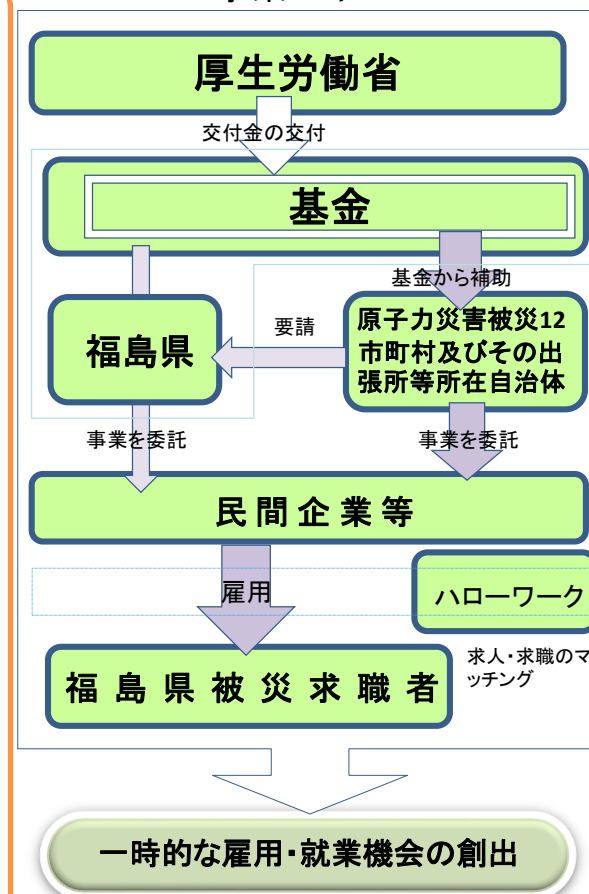 厚生労働省
交付金の交付
基金
基金から補助
福島県
要請
原子力災害被災12
市町村及びその出
張所等所在自治体
事業を委託
事業を委託
民間企業等
雇用
ハローワーク
求人・求職のマ
ッチング
福島県被災求職者
一時的な雇用・就業機会の創出